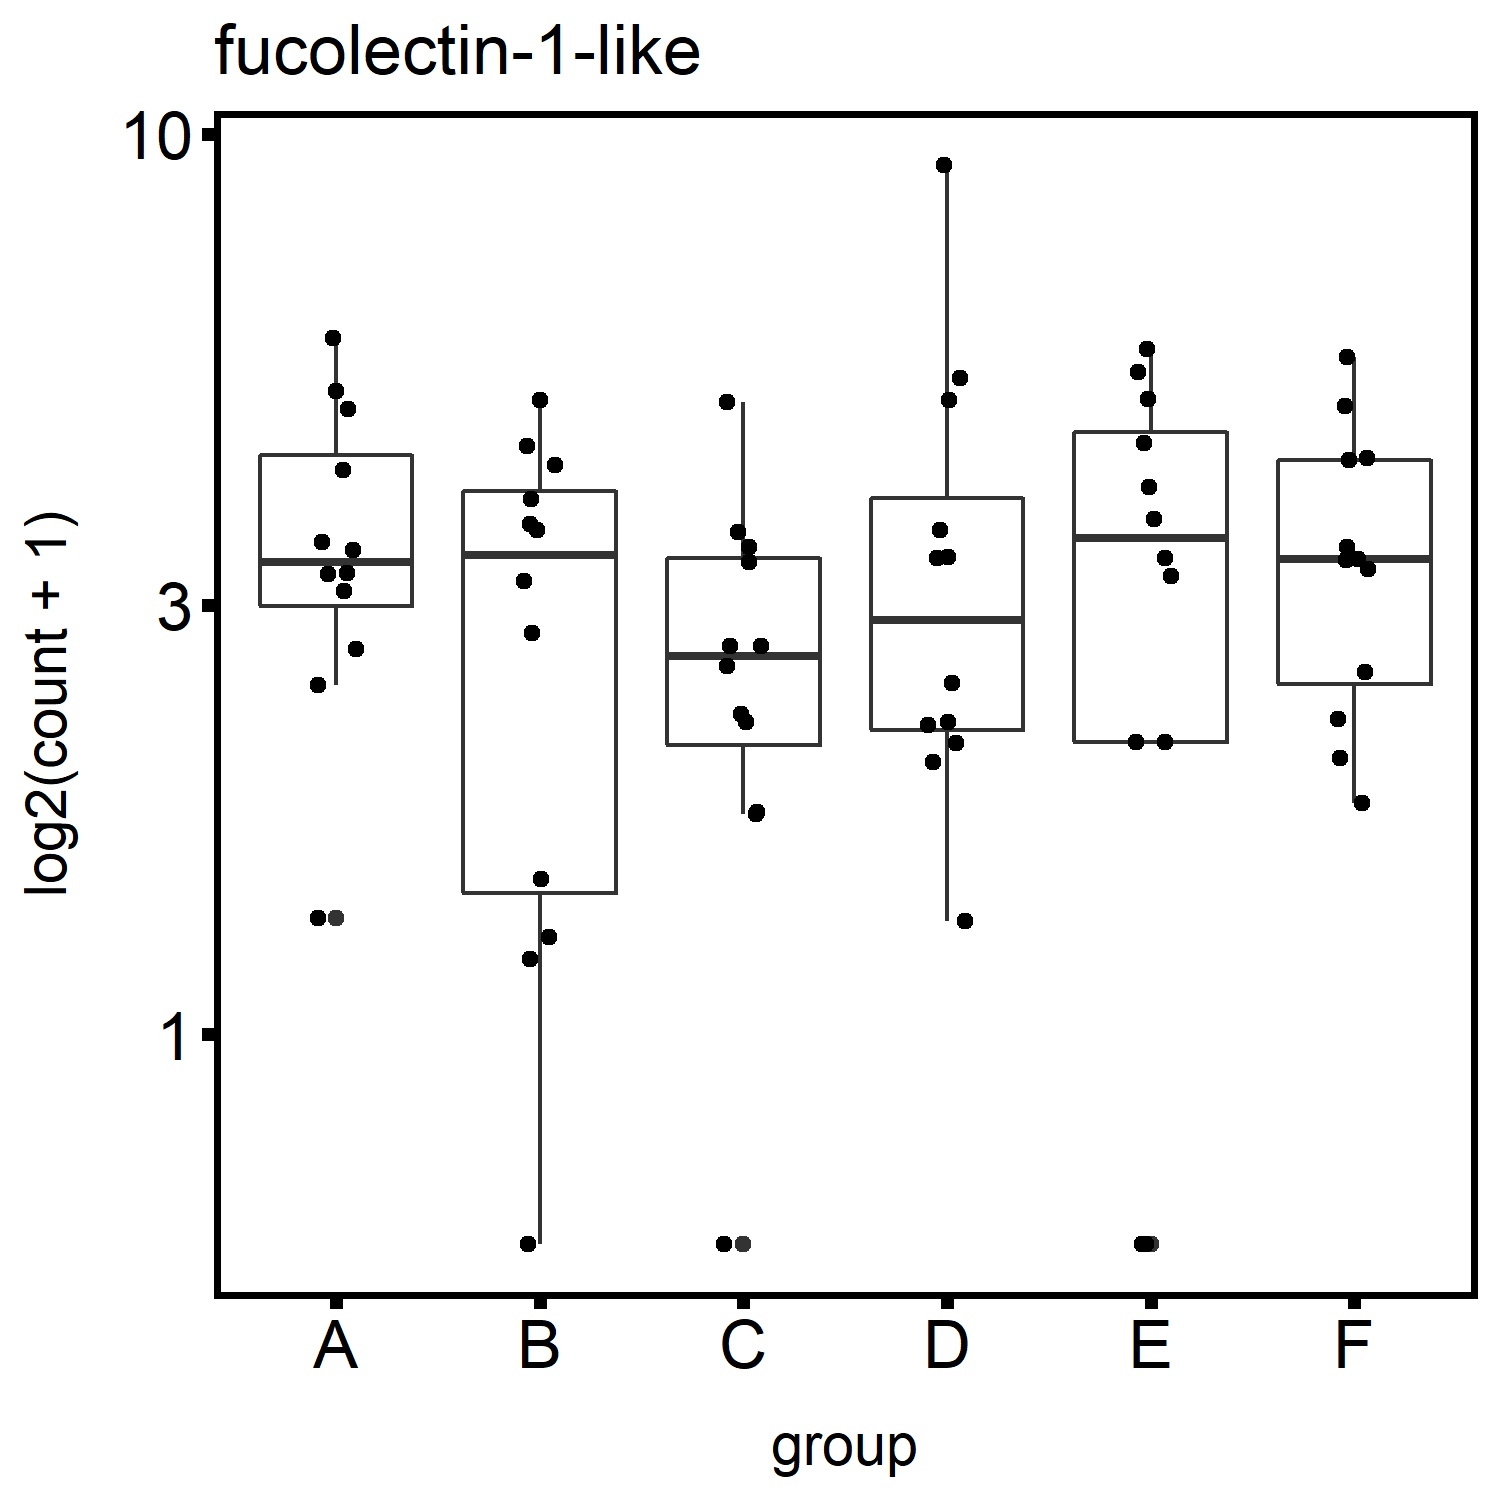 fucolectin-1-like
10
3
1
log2(count + 1)
A B C D E F
group